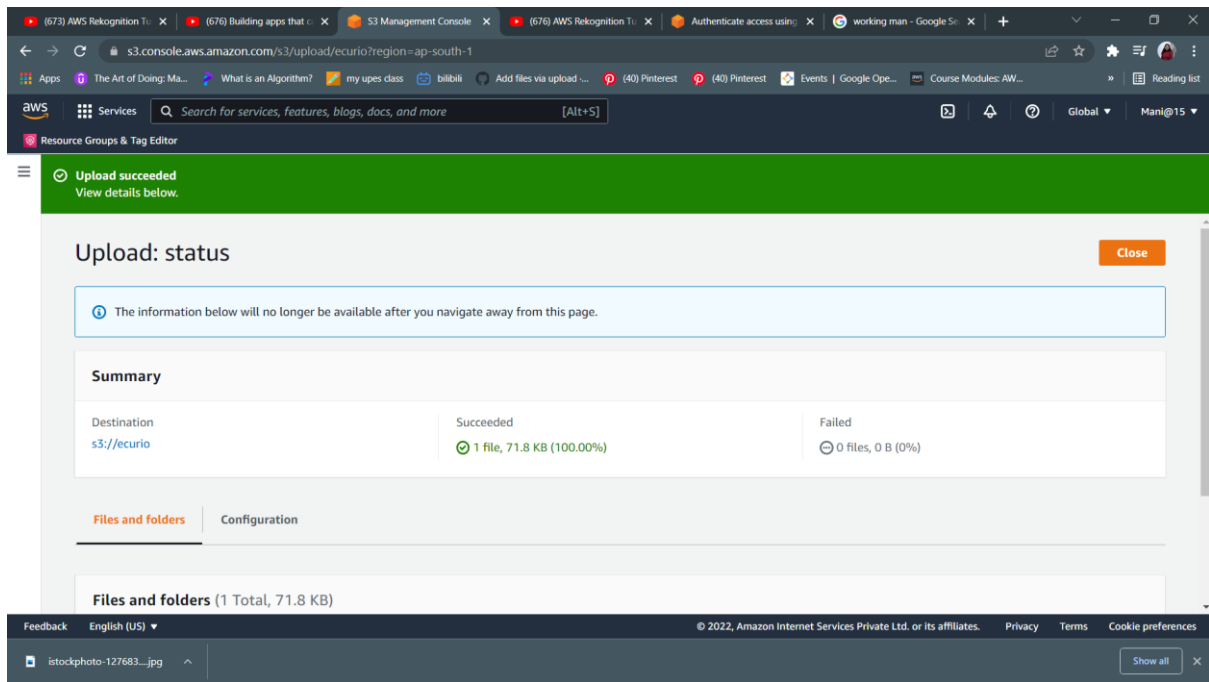 (673) AWS Rekognition Tu
(676) Building apps that c
S3 Management Console
(676) AWS Rekognition Tu
Authenticate access using
working man - Google Se
s3.console.aws.amazon.com/s3/upload/ecurio?region=ap-south-1
Apps
The Art of Doing: Ma...
What is an Algorithm?
my upes class
bilibili
Add files via upload ·...
(40) Pinterest
(40) Pinterest
Events | Google Ope...
Course Modules: AW...
»
Reading list
aws
Services
Search for services, features, blogs, docs, and more
[Alt+S]
Global
Mani@15
Resource Groups & Tag Editor
Upload succeeded
View details below.
Upload: status
Close
The information below will no longer be available after you navigate away from this page.
Summary
Destination
s3://ecurio
Succeeded
1 file, 71.8 KB (100.00%)
Failed
0 files, 0 B (0%)
Files and folders
Configuration
Files and folders (1 Total, 71.8 KB)
Feedback
English (US)
© 2022, Amazon Internet Services Private Ltd. or its affiliates.
Privacy
Terms
Cookie preferences
istockphoto-127683....jpg
Show all